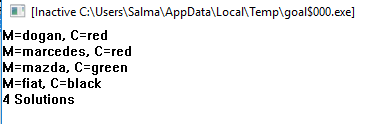 [Inactive C:\Users\Salma\AppData\Local\Temp\goal$000.exe]
M=dogan, C=red
M=marcedes, C=red
M=mazda, C=green
M=fiat, C=black
4 Solutions